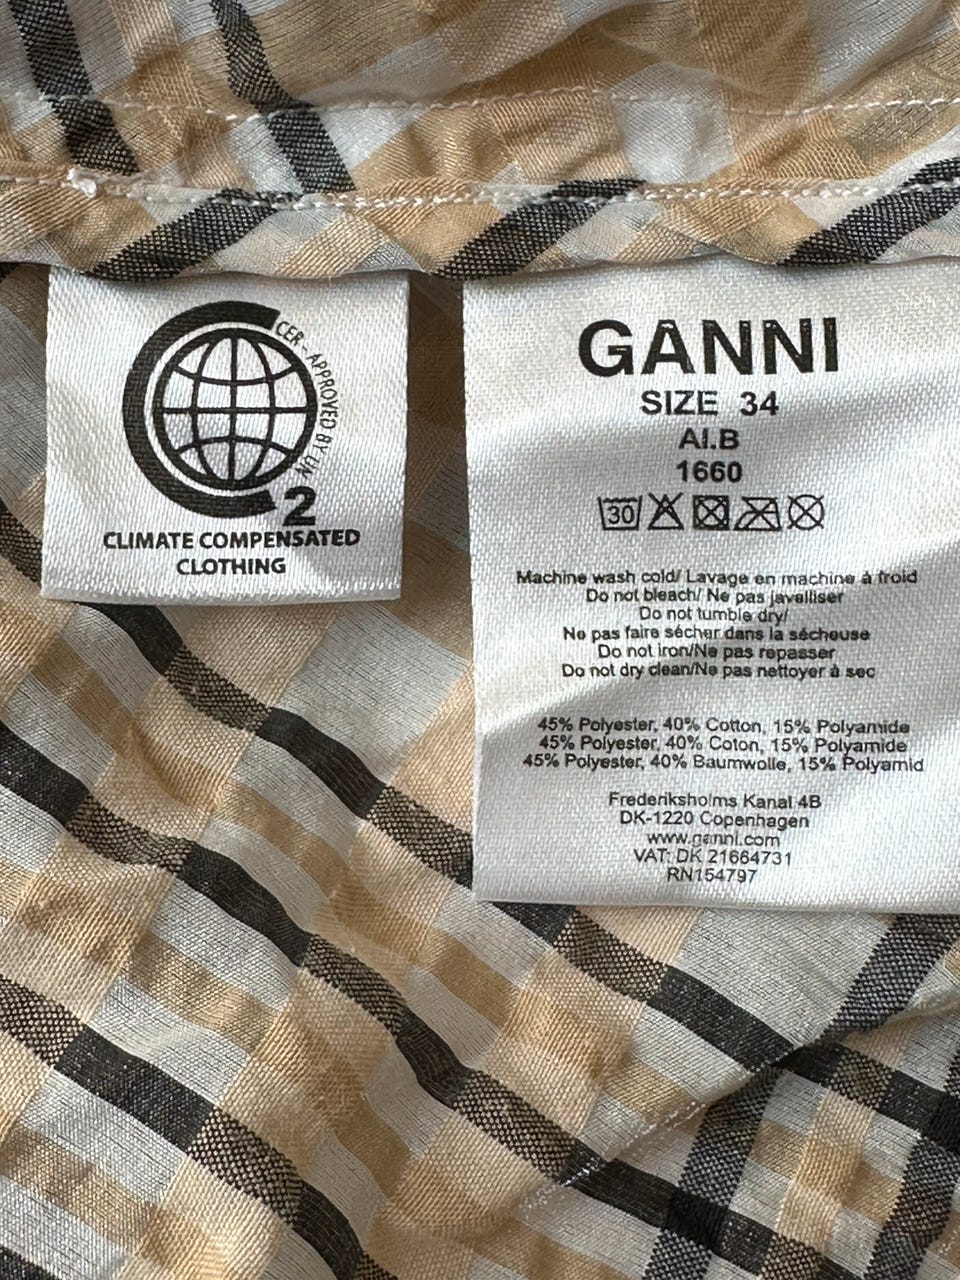 CER - APPROVED BY UN
2
CLIMATE COMPENSATED
CLOTHING
GANNI
SIZE 34
AI.B
1660
30
Machine wash cold/ Lavage en machine à froid
Do not bleach/ Ne pas javelliser
Do not tumble dry/
Ne pas faire sécher dans la sécheuse
Do not iron/Ne pas repasser
Do not dry clean/Ne pas nettoyer à sec
45% Polyester, 40% Cotton, 15% Polyamide
45% Polyester, 40% Coton, 15% Polyamide
45% Polyester, 40% Baumwolle, 15% Polyamid
Frederiksholms Kanal 4B
DK-1220 Copenhagen
www.ganni.com
VAT: DK 21664731
RN154797